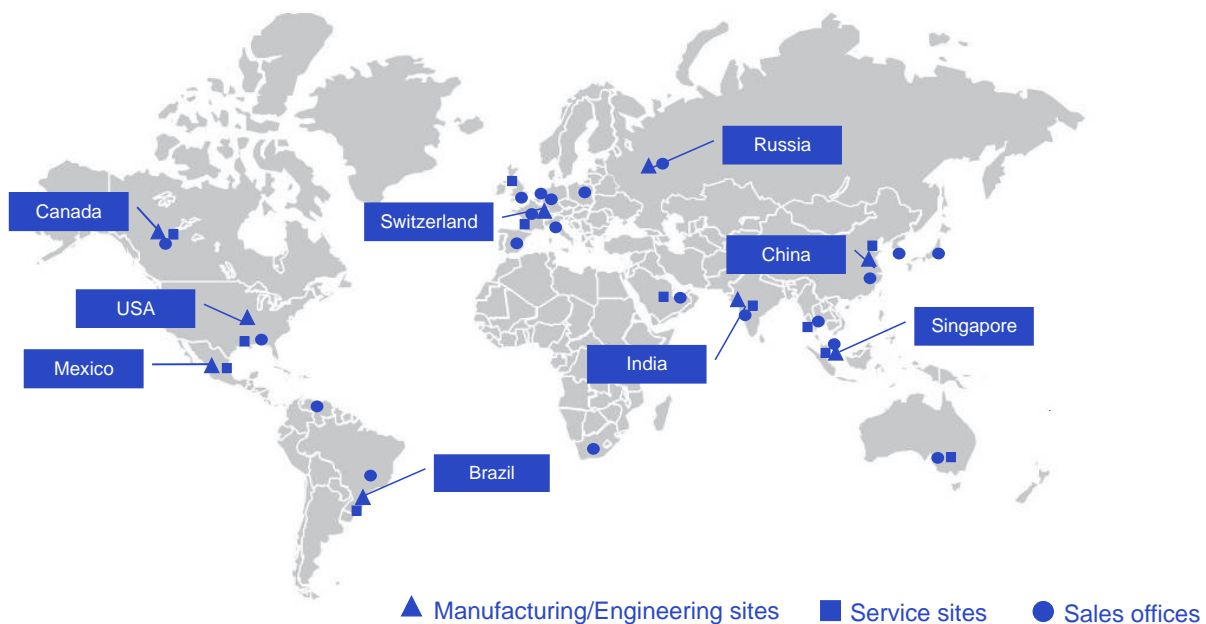 Russia
Canada
Switzerland
China
USA
Singapore
Mexico
India
Brazil
Manufacturing/Engineering sites
Service sites
Sales offices